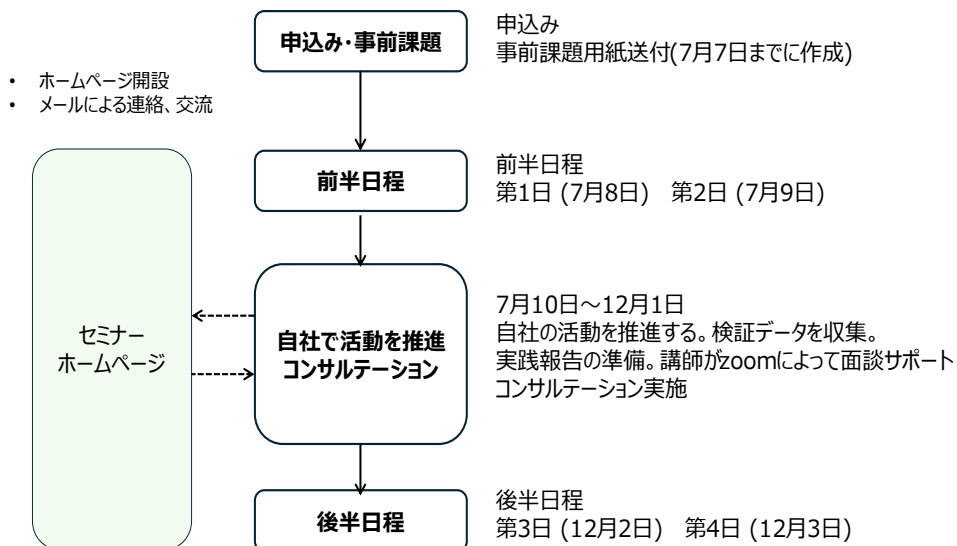 申込み・事前課題
申込み
事前課題用紙送付(7月7日までに作成)
• ホームページ開設
• メールによる連絡、交流
前半日程
前半日程
第1日 (7月8日) 第2日 (7月9日)
セミナー
ホームページ
自社で活動を推進
コンサルテーション
7月10日～12月1日
自社の活動を推進する。検証データを収集。
実践報告の準備。講師がzoomによって面談サポート
コンサルテーション実施
後半日程
後半日程
第3日 (12月2日) 第4日 (12月3日)